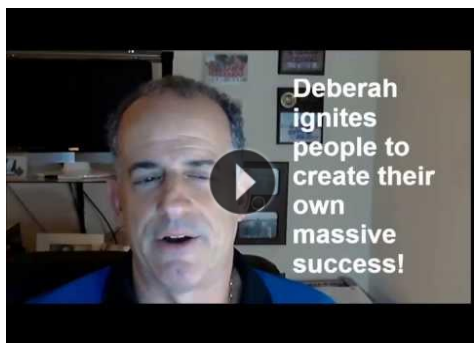 Deberah
ignites
people to
create their
own
massive
success!